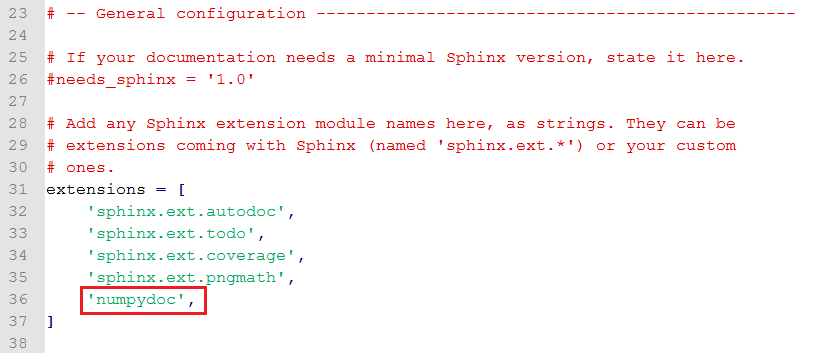 23 # -- General configuration ------------------------------------------------
24
25 # If your documentation needs a minimal Sphinx version, state it here.
26 #needs_sphinx = '1.0'
27
28 # Add any Sphinx extension module names here, as strings. They can be
29 # extensions coming with Sphinx (named 'sphinx.ext.*') or your custom
30 # ones.
31 extensions = [
32     'sphinx.ext.autodoc',
33     'sphinx.ext.todo',
34     'sphinx.ext.coverage',
35     'sphinx.ext.pngmath',
36     'numpydoc',
37 ]
38